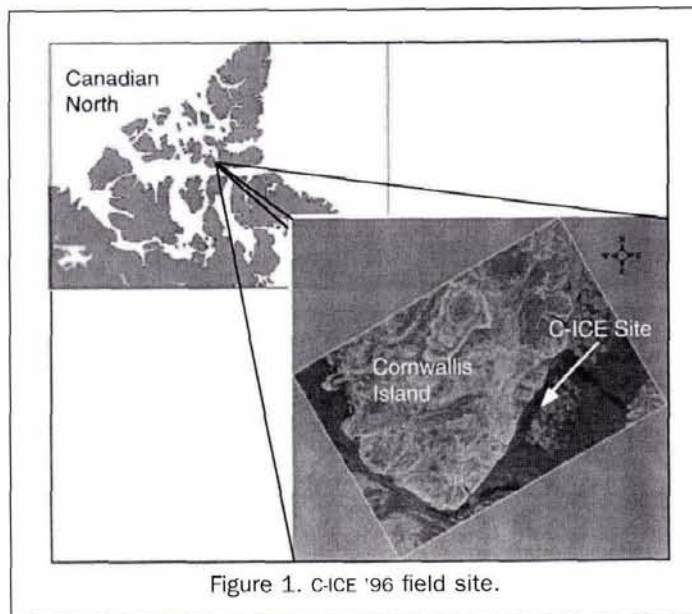 Canadian
North
C-ICE Site
Cornwallis
Island
Figure 1. C-ICE '96 field site.